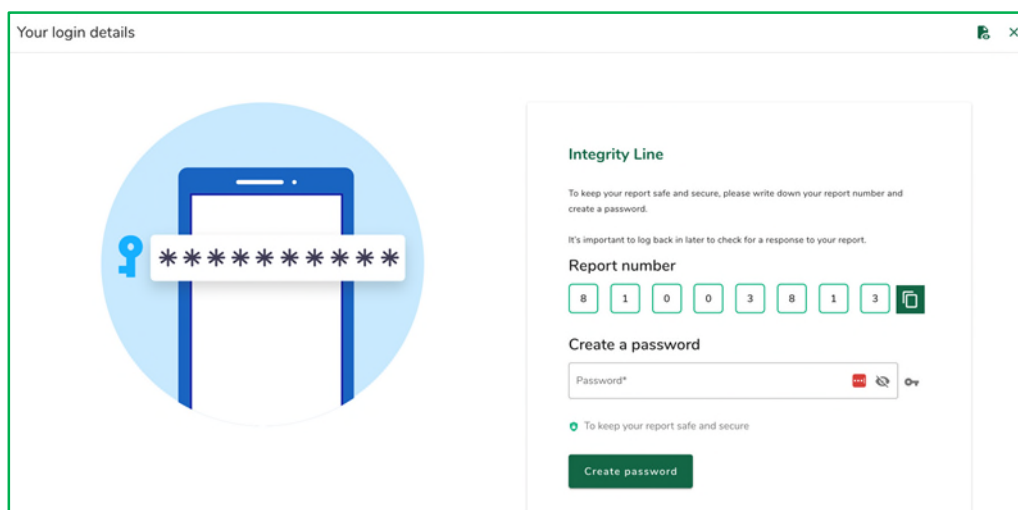 Your login details
Integrity Line
To keep your report safe and secure, please write down your report number and
create a password.
It's important to log back in later to check for a response to your report.
Report number
8 1 0 0 3 8 1 3
Create a password
Password*
To keep your report safe and secure
Create password